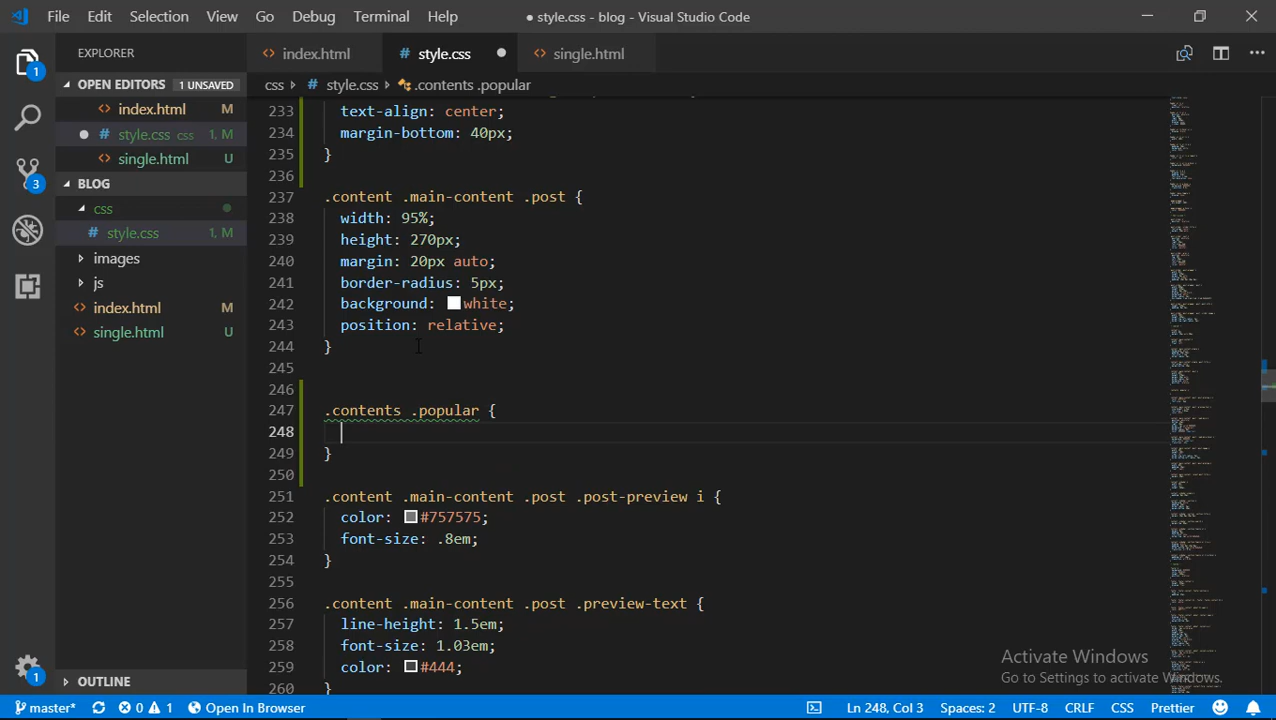 File Edit Selection View Go Debug Terminal Help
● style.css - blog - Visual Studio Code
EXPLORER
index.html
style.css
single.html
OPEN EDITORS 1 UNSAVED
css > style.css > .contents .popular
index.html M
style.css css 1, M
single.html U
BLOG
css
style.css 1, M
images
js
index.html M
single.html U
1
3
1
233 text-align: center;
234 margin-bottom: 40px;
235 }
236
237 .content .main-content .post {
238 width: 95%;
239 height: 270px;
240 margin: 20px auto;
241 border-radius: 5px;
242 background: white;
243 position: relative;
244 }
245
246
247 .contents .popular {
248
249 }
250
251 .content .main-content .post .post-preview i {
252 color: #757575;
253 font-size: .8em;
254 }
255
256 .content .main-content .post .preview-text {
257 line-height: 1.5em;
258 font-size: 1.03em;
259 color: #444;
260 }
OUTLINE
Activate Windows
Go to Settings to activate Windows.
master* 0 1 Open In Browser Ln 248, Col 3 Spaces: 2 UTF-8 CRLF CSS Prettier